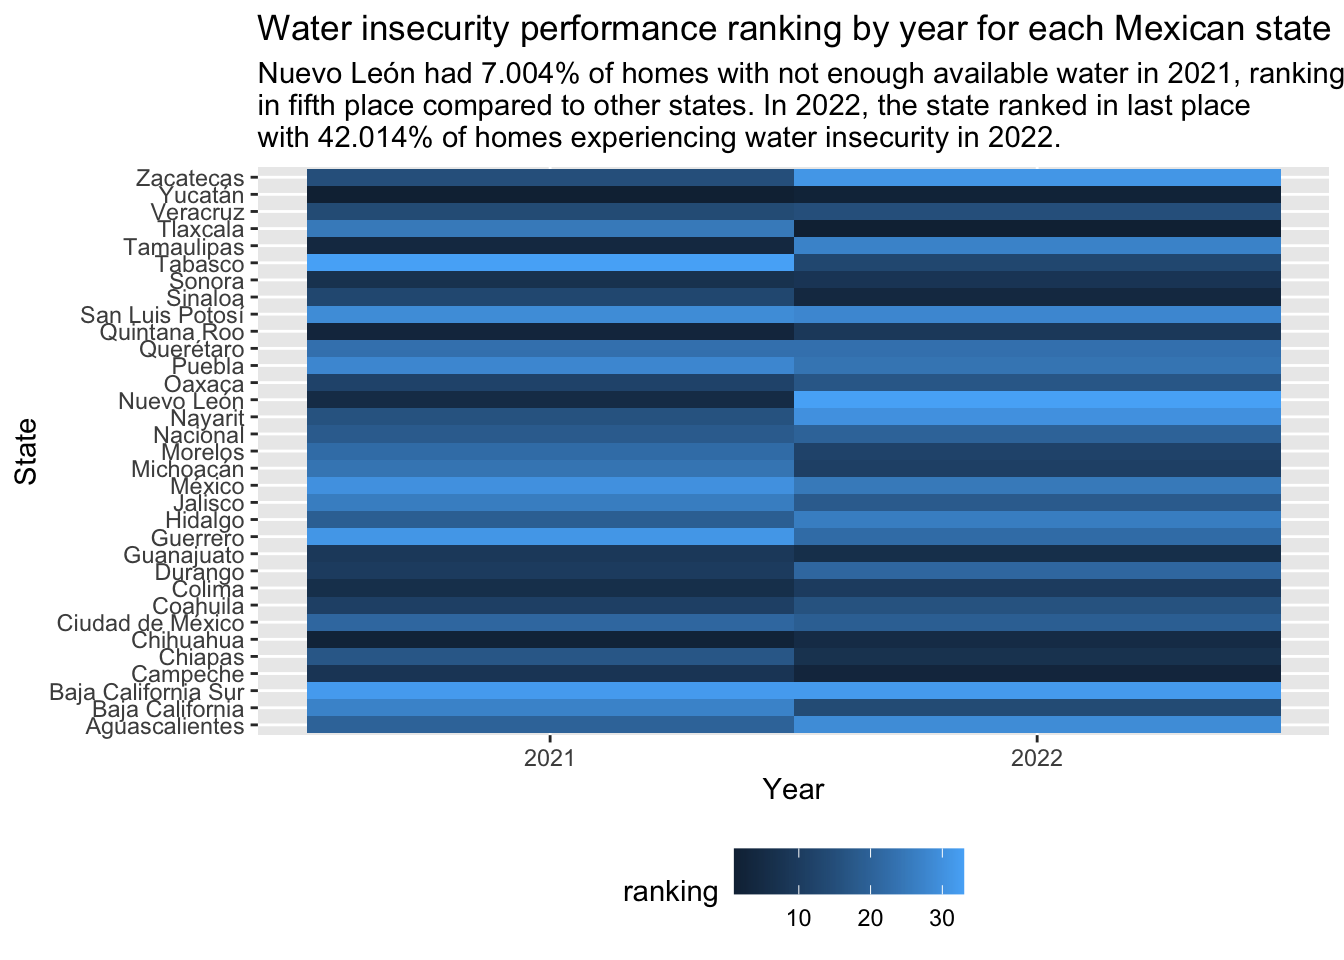 Water insecurity performance ranking by year for each Mexican state
Nuevo León had 7.004% of homes with not enough available water in 2021, ranking
in fifth place compared to other states. In 2022, the state ranked in last place
with 42.014% of homes experiencing water insecurity in 2022.
Zacatecas
Yucatán
Veracruz
Tlaxcala
Tamaulipas
Tabasco
Sonora
Sinaloa
San Luis Potosí
Quintana Roo
Querétaro
Puebla
Oaxaca
Nuevo León
Nayarit
Nacional
Morelos
Michoacán
México
Jalisco
Hidalgo
Guerrero
Guanajuato
Durango
Colima
Coahuila
Ciudad de México
Chihuahua
Chiapas
Campeche
Baja California Sur
Baja California
Aguascalientes
State
2021 2022
Year
ranking
10 20 30